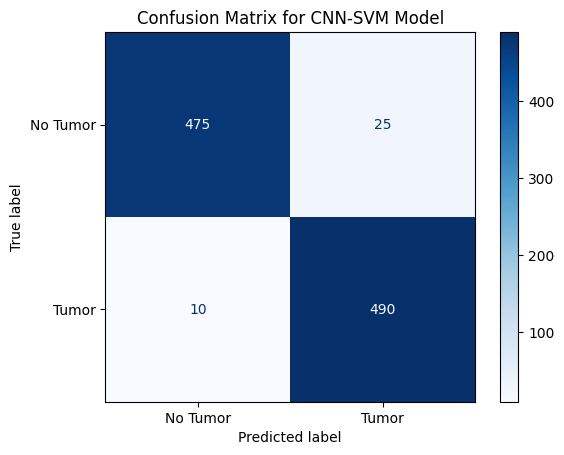 Confusion Matrix for CNN-SVM Model
True label
No Tumor
475
25
Tumor
10
490
No Tumor
Tumor
Predicted label
400
300
200
100